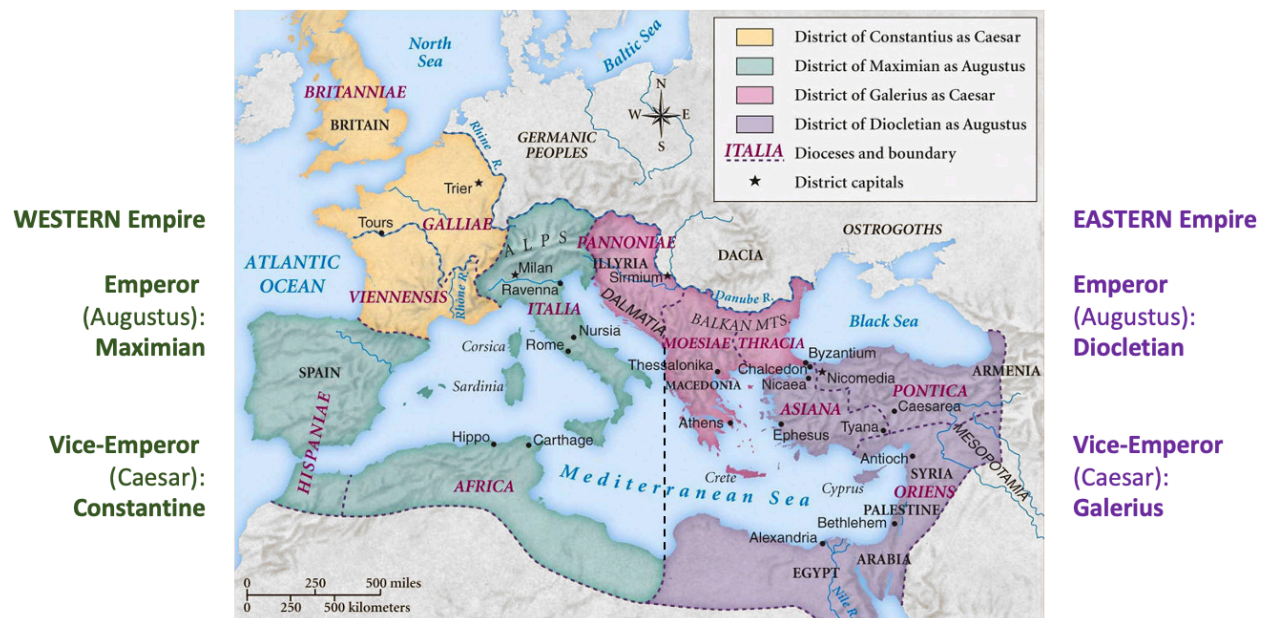 WESTERN Empire
Emperor
(Augustus):
Maximian
Vice-Emperor
(Caesar):
Constantine
North
Sea
Baltic Sea
BRITANNIAE
BRITAIN
Rhine R.
GERMANIC
PEOPLES
N
W
E
S
District of Constantius as Caesar
District of Maximian as Augustus
District of Galerius as Caesar
District of Diocletian as Augustus
ITALIA Dioceses and boundary
District capitals
Trier
Tours
GALLIAE
ATLANTIC
OCEAN
VIENNENSIS
Rhône R.
ALPS
Milan
Ravenna
ITALIA
PANNONIAE
ILLYRIA
Sirmium
DALMATIA
DACIA
OSTROGOTHS
Danube R.
BALKAN MTS.
MOESIAE
THRACIA
Black Sea
Corsica
Sardinia
Nursia
Rome
SPAIN
HISPANIAE
Thessalonika
MACEDONIA
Athens
Byzantium
Chalcedon
Nicaea
Nicomedia
ASIANA
Ephesus
PONTICA
Caesarea
Tyana
ARMENIA
MESOPOTAMIA
Antioch
SYRIA
ORIENS
Hippo
Carthage
AFRICA
Mediterranean Sea
Crete
Cyprus
PALESTINE
Bethlehem
Alexandria
EGYPT
ARABIA
Nile R.
0 250 500 miles
0 250 500 kilometers
EASTERN Empire
Emperor
(Augustus):
Diocletian
Vice-Emperor
(Caesar):
Galerius